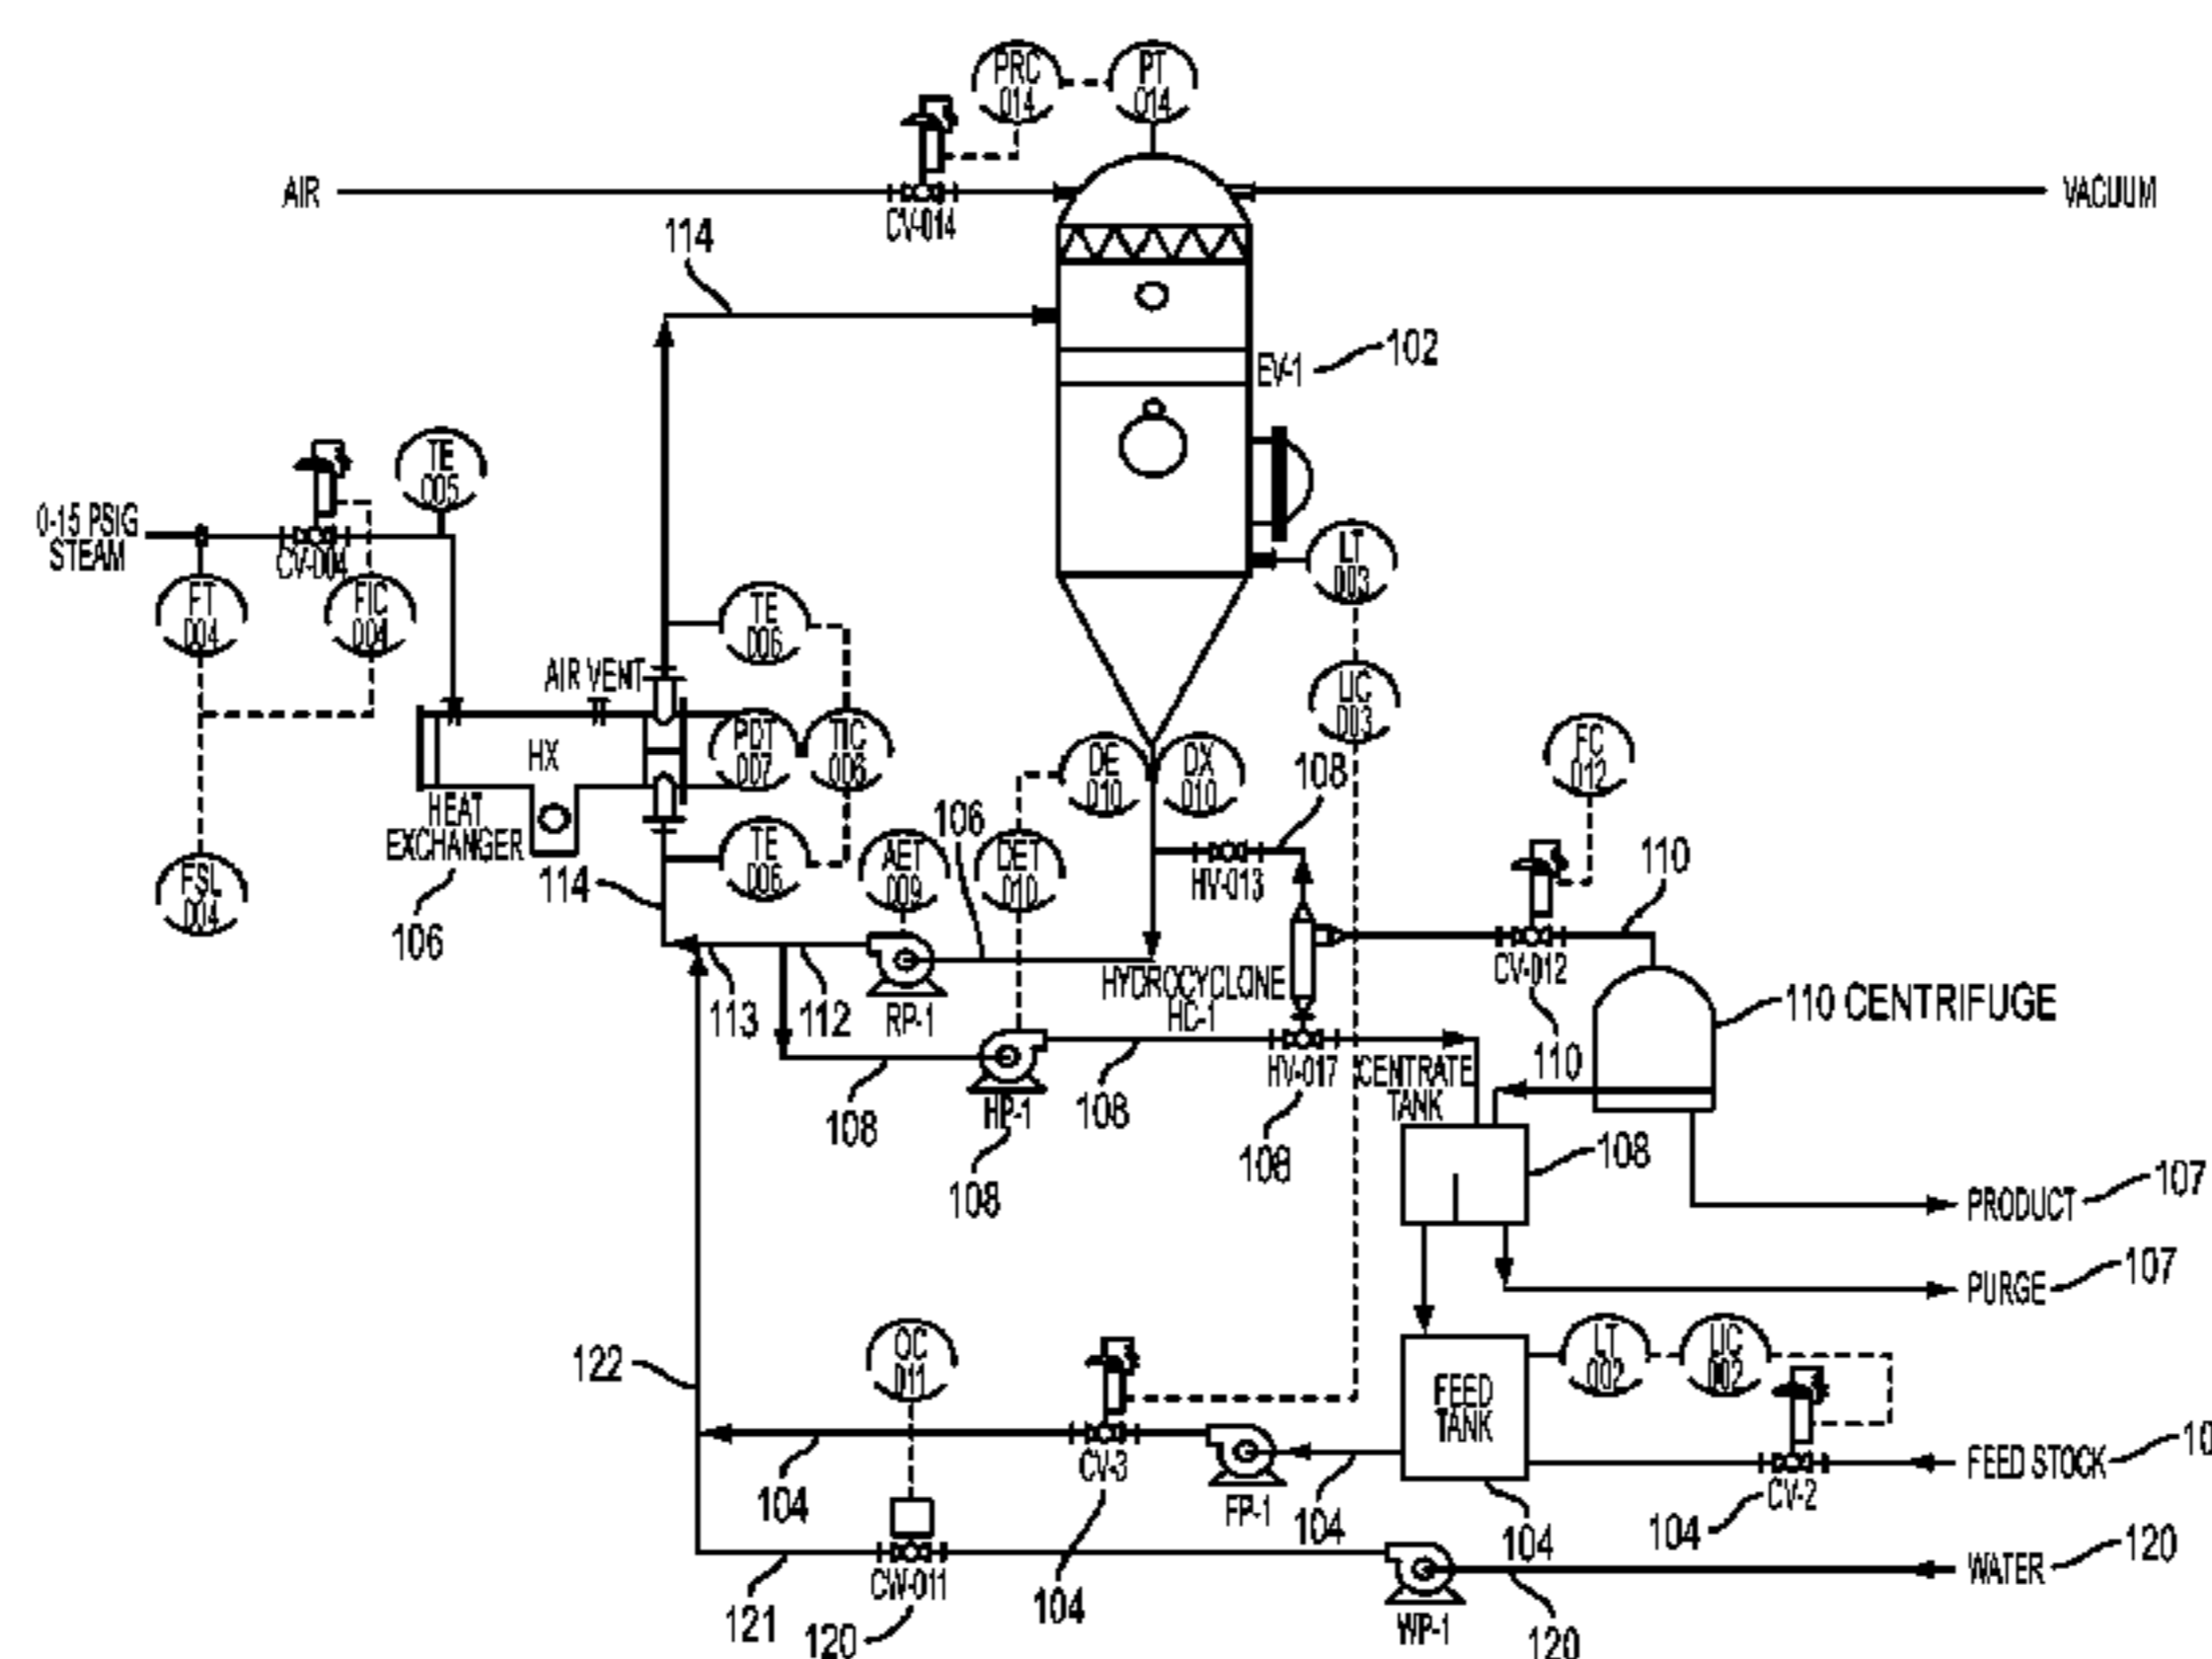 PRC
014
PT
014
AIR
CV-014
VACUUM
114
EV-1
102
TE
005
0-15 PSIG
STEAM
CV-004
FT
004
FIC
004
LT
003
TE
006
AIR VENT
LIC
003
HX
PDT
007
TIC
006
DE
010
DX
010
108
FC
012
HEAT
EXCHANGER
TE
006
AET
009
106
DET
010
HV-013
110
FSL
004
114
106
CV-012
113
112
RP-1
HYDROCYCLONE
HC-1
110 CENTRIFUGE
110
108
HP-1
108
108
HV-017
108
CENTRATE
TANK
108
PRODUCT
107
PURGE
107
122
OC
011
FEED
TANK
LT
002
LIC
002
104
CV-3
FP-1
104
104
104
CV-2
FEED STOCK
10
121
CW-011
120
104
WP-1
120
WATER
120